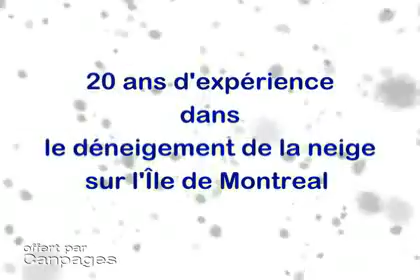 20 ans d'expérience
dans
le déneigement de la neige
sur l'Île de Montreal
offert par
Canpages